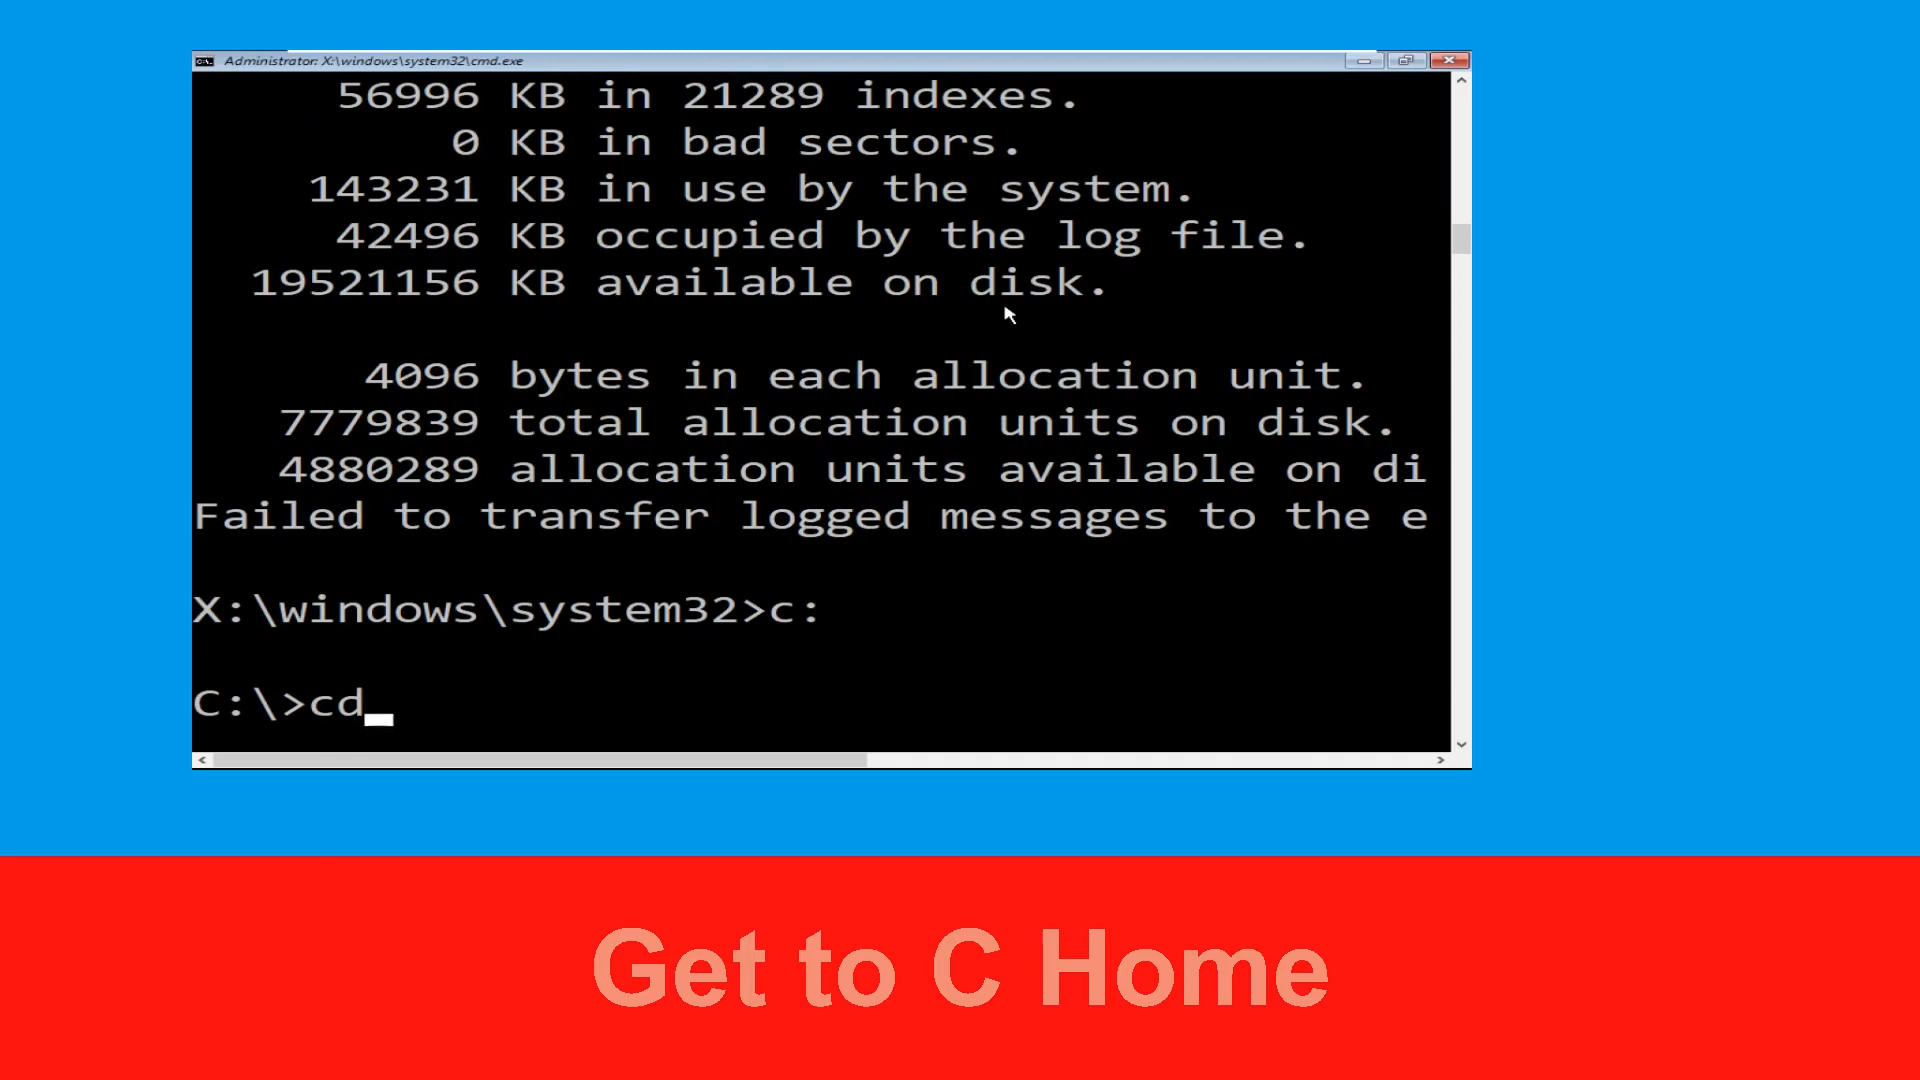 Administrator: X:\windows\system32\cmd.exe
56996 KB in 21289 indexes.
0 KB in bad sectors.
143231 KB in use by the system.
42496 KB occupied by the log file.
19521156 KB available on disk.
4096 bytes in each allocation unit.
7779839 total allocation units on disk.
4880289 allocation units available on di
Failed to transfer logged messages to the e
X:\windows\system32>c:
C:\>cd_
Get to C Home